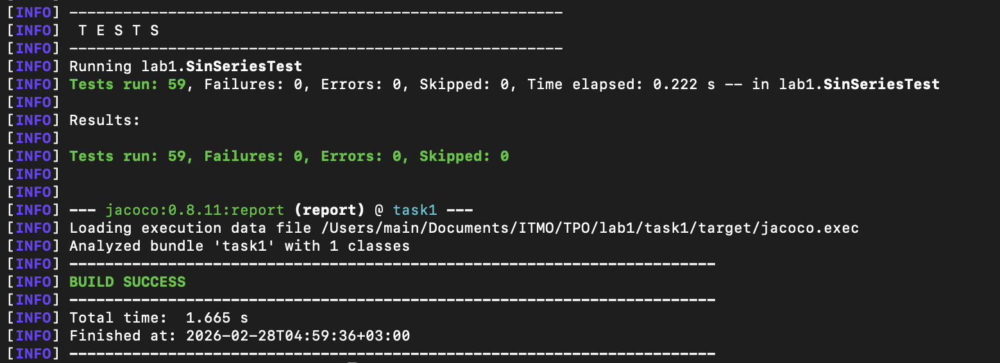 [INFO] -------------------------------------------------------
[INFO]  T E S T S
[INFO] -------------------------------------------------------
[INFO] Running lab1.SinSeriesTest
[INFO] Tests run: 59, Failures: 0, Errors: 0, Skipped: 0, Time elapsed: 0.222 s -- in lab1.SinSeriesTest
[INFO]
[INFO] Results:
[INFO]
[INFO] Tests run: 59, Failures: 0, Errors: 0, Skipped: 0
[INFO]
[INFO]
[INFO] --- jacoco:0.8.11:report (report) @ task1 ---
[INFO] Loading execution data file /Users/main/Documents/ITMO/TPO/lab1/task1/target/jacoco.exec
[INFO] Analyzed bundle 'task1' with 1 classes
[INFO] ------------------------------------------------------------------------
[INFO] BUILD SUCCESS
[INFO] ------------------------------------------------------------------------
[INFO] Total time:  1.665 s
[INFO] Finished at: 2026-02-28T04:59:36+03:00
[INFO] ------------------------------------------------------------------------